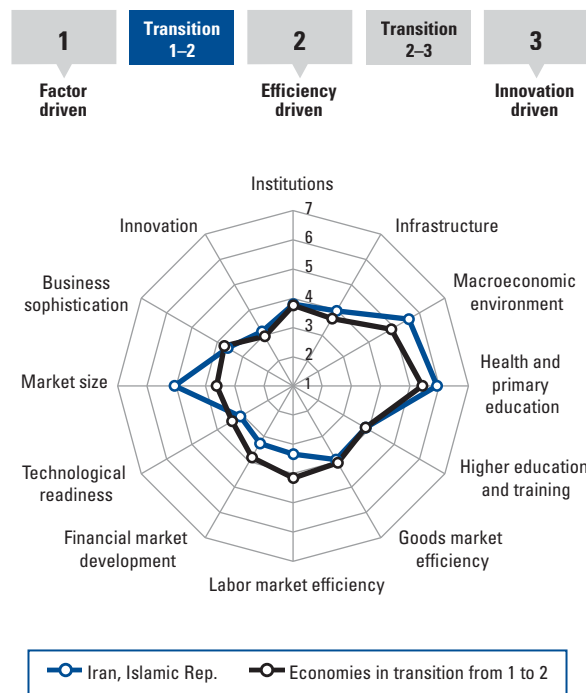 1
Transition
1–2
2
Transition
2–3
3
Factor
driven
Efficiency
driven
Innovation
driven
Institutions
7
Innovation
Infrastructure
6
5
Business
sophistication
Macroeconomic
environment
4
3
2
Market size
1
Health and
primary
education
Technological
readiness
Higher education
and training
Financial market
development
Goods market
efficiency
Labor market efficiency
Iran, Islamic Rep.
Economies in transition from 1 to 2